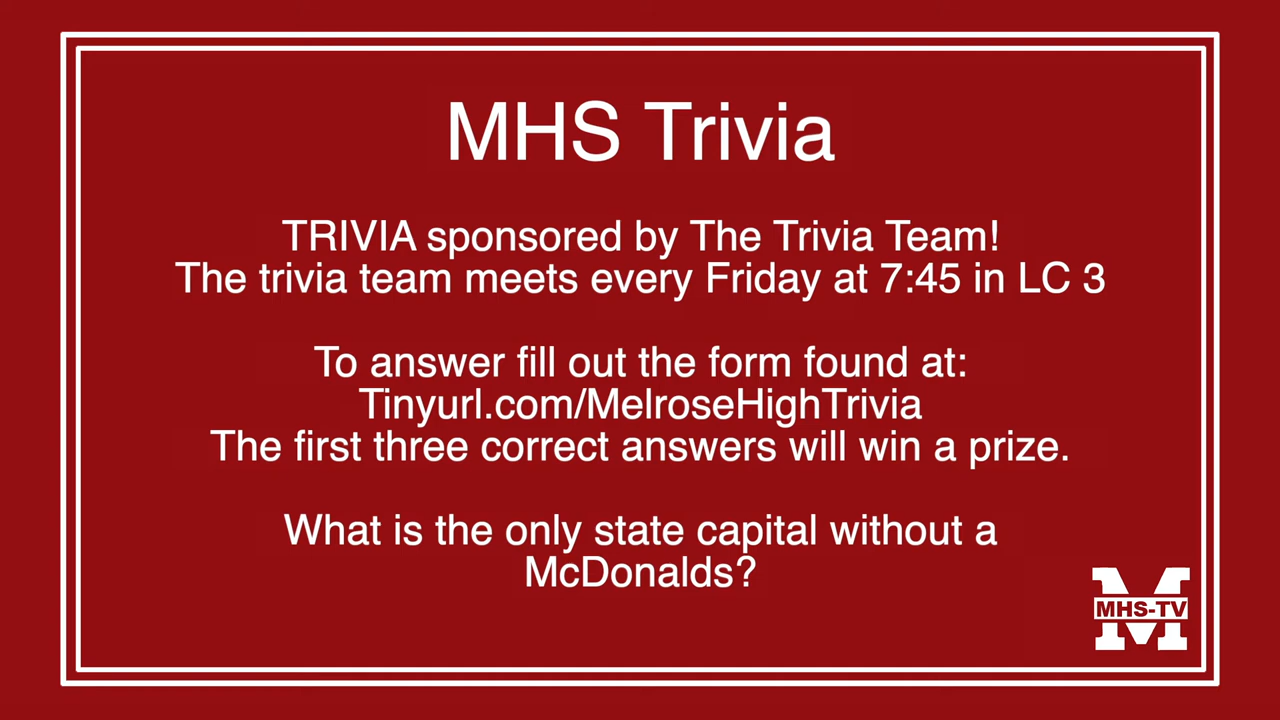 MHS Trivia
TRIVIA sponsored by The Trivia Team!
The trivia team meets every Friday at 7:45 in LC 3
To answer fill out the form found at:
Tinyurl.com/MelroseHighTrivia
The first three correct answers will win a prize.
What is the only state capital without a
McDonalds?
MHS-TV